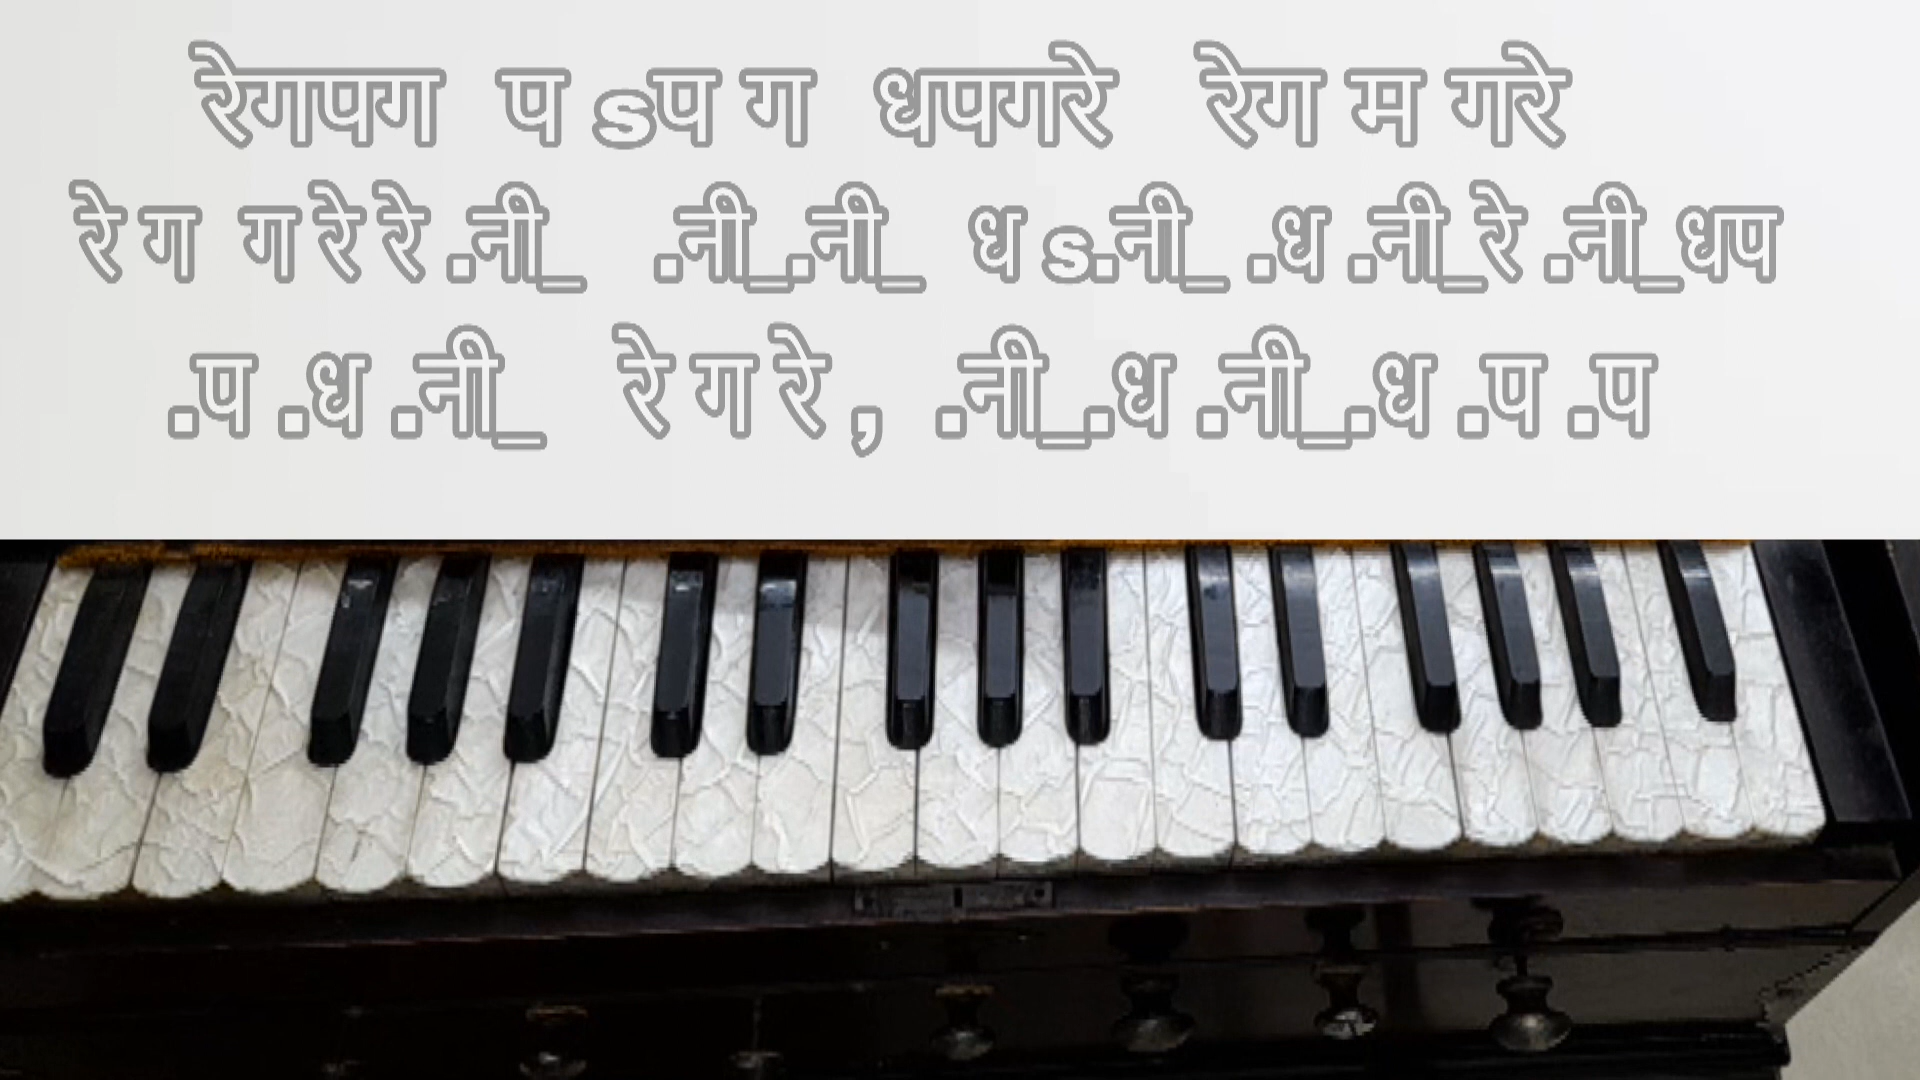 रेगपग प sप ग धपगरे रेग म गरे
रे ग ग रे रे .नी_ .नी_.नी_ ध s.नी_ .ध .नी_रे .नी_धप
.प .ध .नी_ रे ग रे , .नी_.ध .नी_.ध .प .प